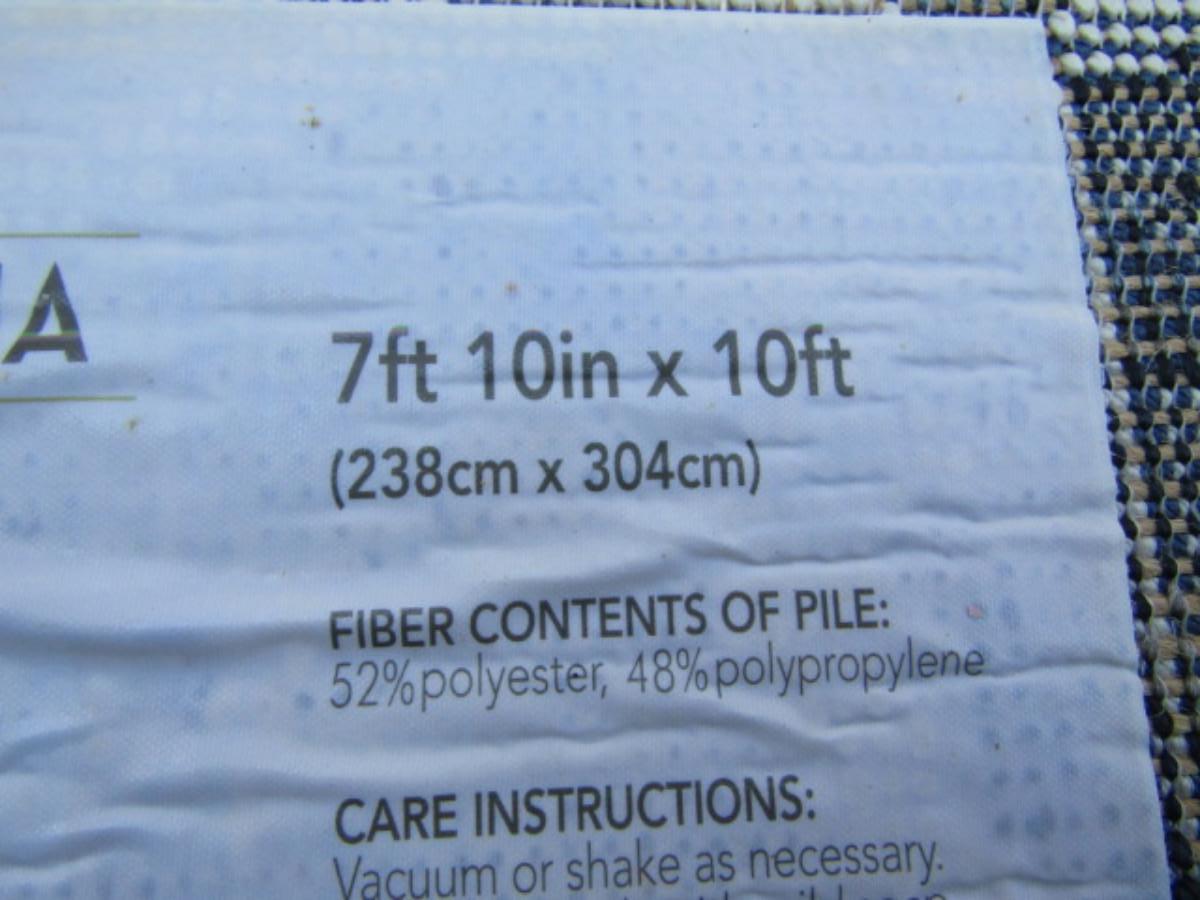 A
7ft 10in x 10ft
(238cm x 304cm)
FIBER CONTENTS OF PILE:
52% polyester, 48% polypropylene
CARE INSTRUCTIONS:
Vacuum or shake as necessary.